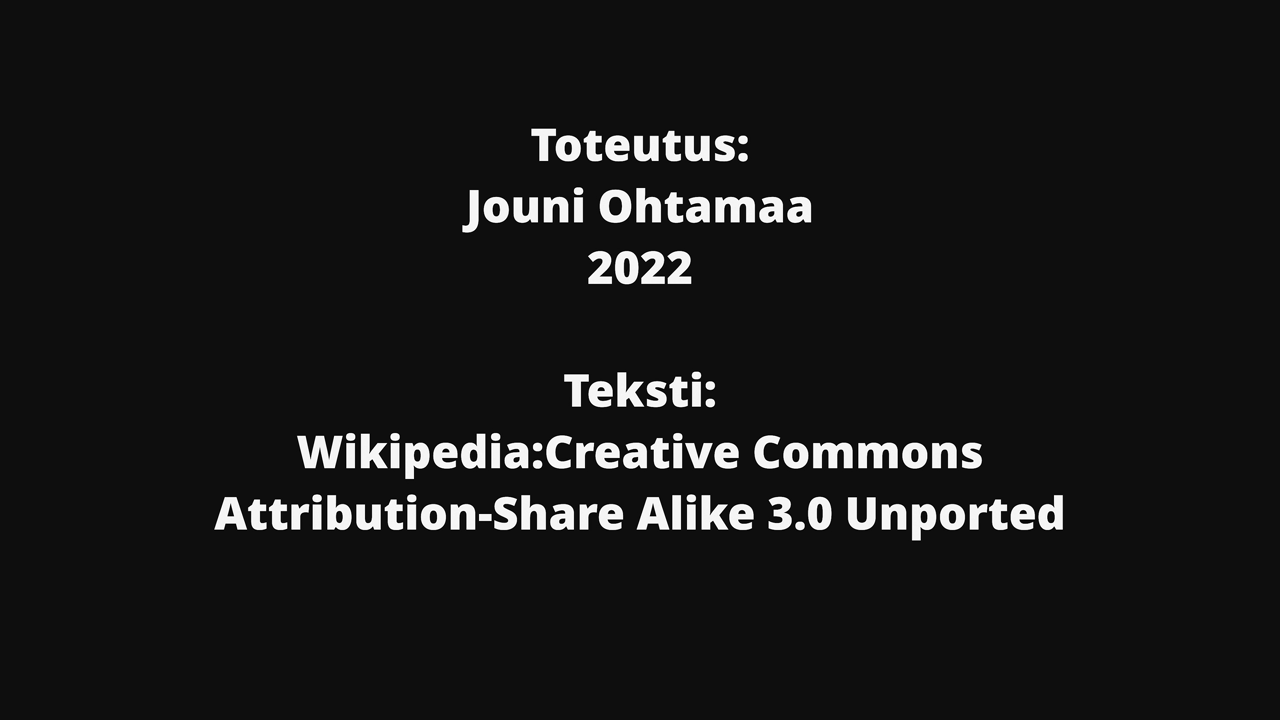 Toteutus:
Jouni Ohtamaa
2022
Teksti:
Wikipedia:Creative Commons
Attribution-Share Alike 3.0 Unported